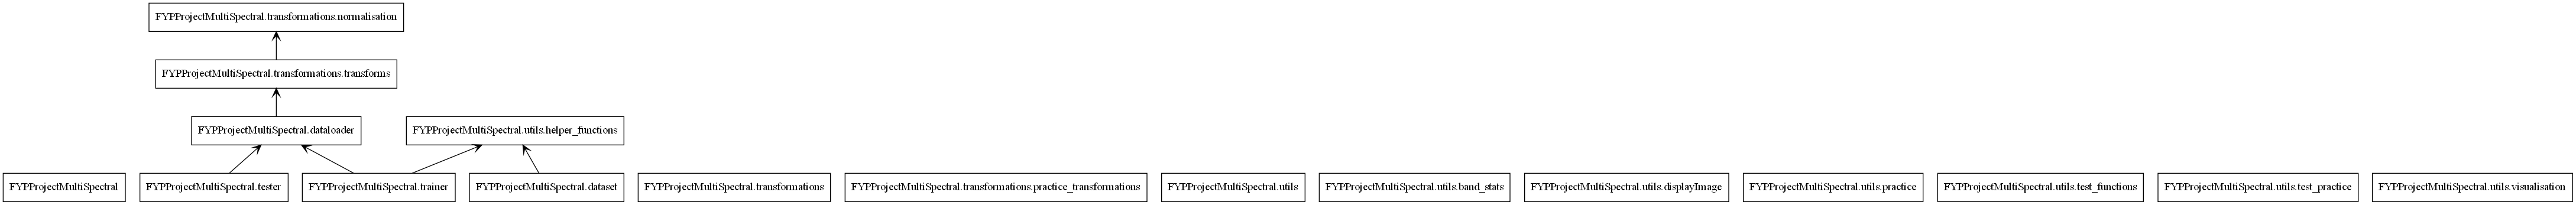 FYPProjectMultiSpectral.transformations.normalisation
FYPProjectMultiSpectral.transformations.transforms
FYPProjectMultiSpectral.dataloader
FYPProjectMultiSpectral.utils.helper_functions
FYPProjectMultiSpectral
FYPProjectMultiSpectral.tester
FYPProjectMultiSpectral.trainer
FYPProjectMultiSpectral.dataset
FYPProjectMultiSpectral.transformations
FYPProjectMultiSpectral.transformations.practice_transformations
FYPProjectMultiSpectral.utils
FYPProjectMultiSpectral.utils.band_stats
FYPProjectMultiSpectral.utils.displayImage
FYPProjectMultiSpectral.utils.practice
FYPProjectMultiSpectral.utils.test_functions
FYPProjectMultiSpectral.utils.test_practice
FYPProjectMultiSpectral.utils.visualisation